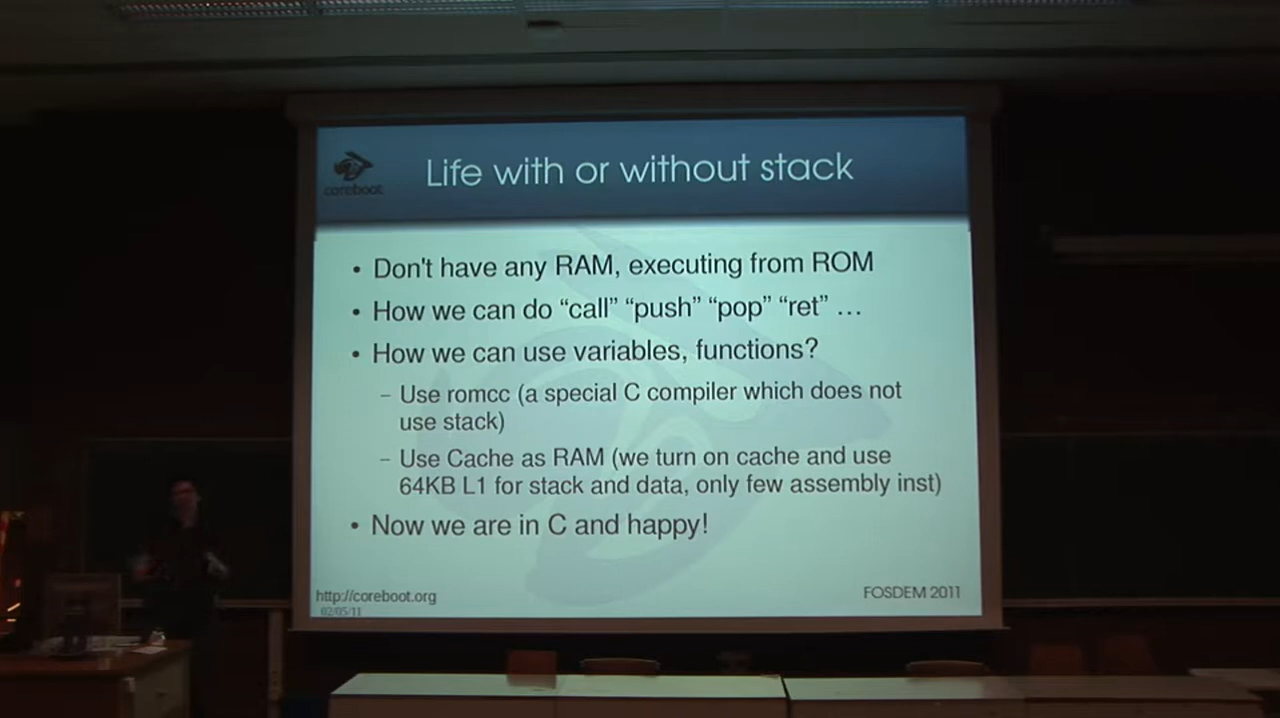 coreboot
Life with or without stack
• Don't have any RAM, executing from ROM
• How we can do “call” “push” “pop” “ret” …
• How we can use variables, functions?
– Use romcc (a special C compiler which does not
use stack)
– Use Cache as RAM (we turn on cache and use
64KB L1 for stack and data, only few assembly inst)
• Now we are in C and happy!
http://coreboot.org
FOSDEM 2011
02/05/11